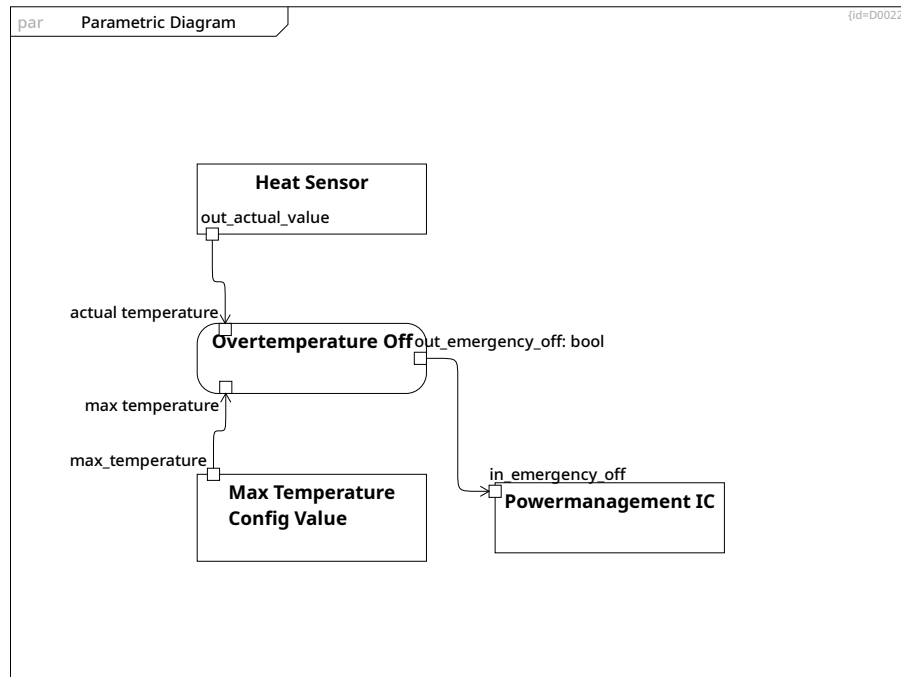 par Parametric Diagram
{id=D0022
Heat Sensor
out_actual_value
actual temperature
Overtemperature Off
out_emergency_off: bool
max temperature
max_temperature
in_emergency_off
Max Temperature
Config Value
Powermanagement IC